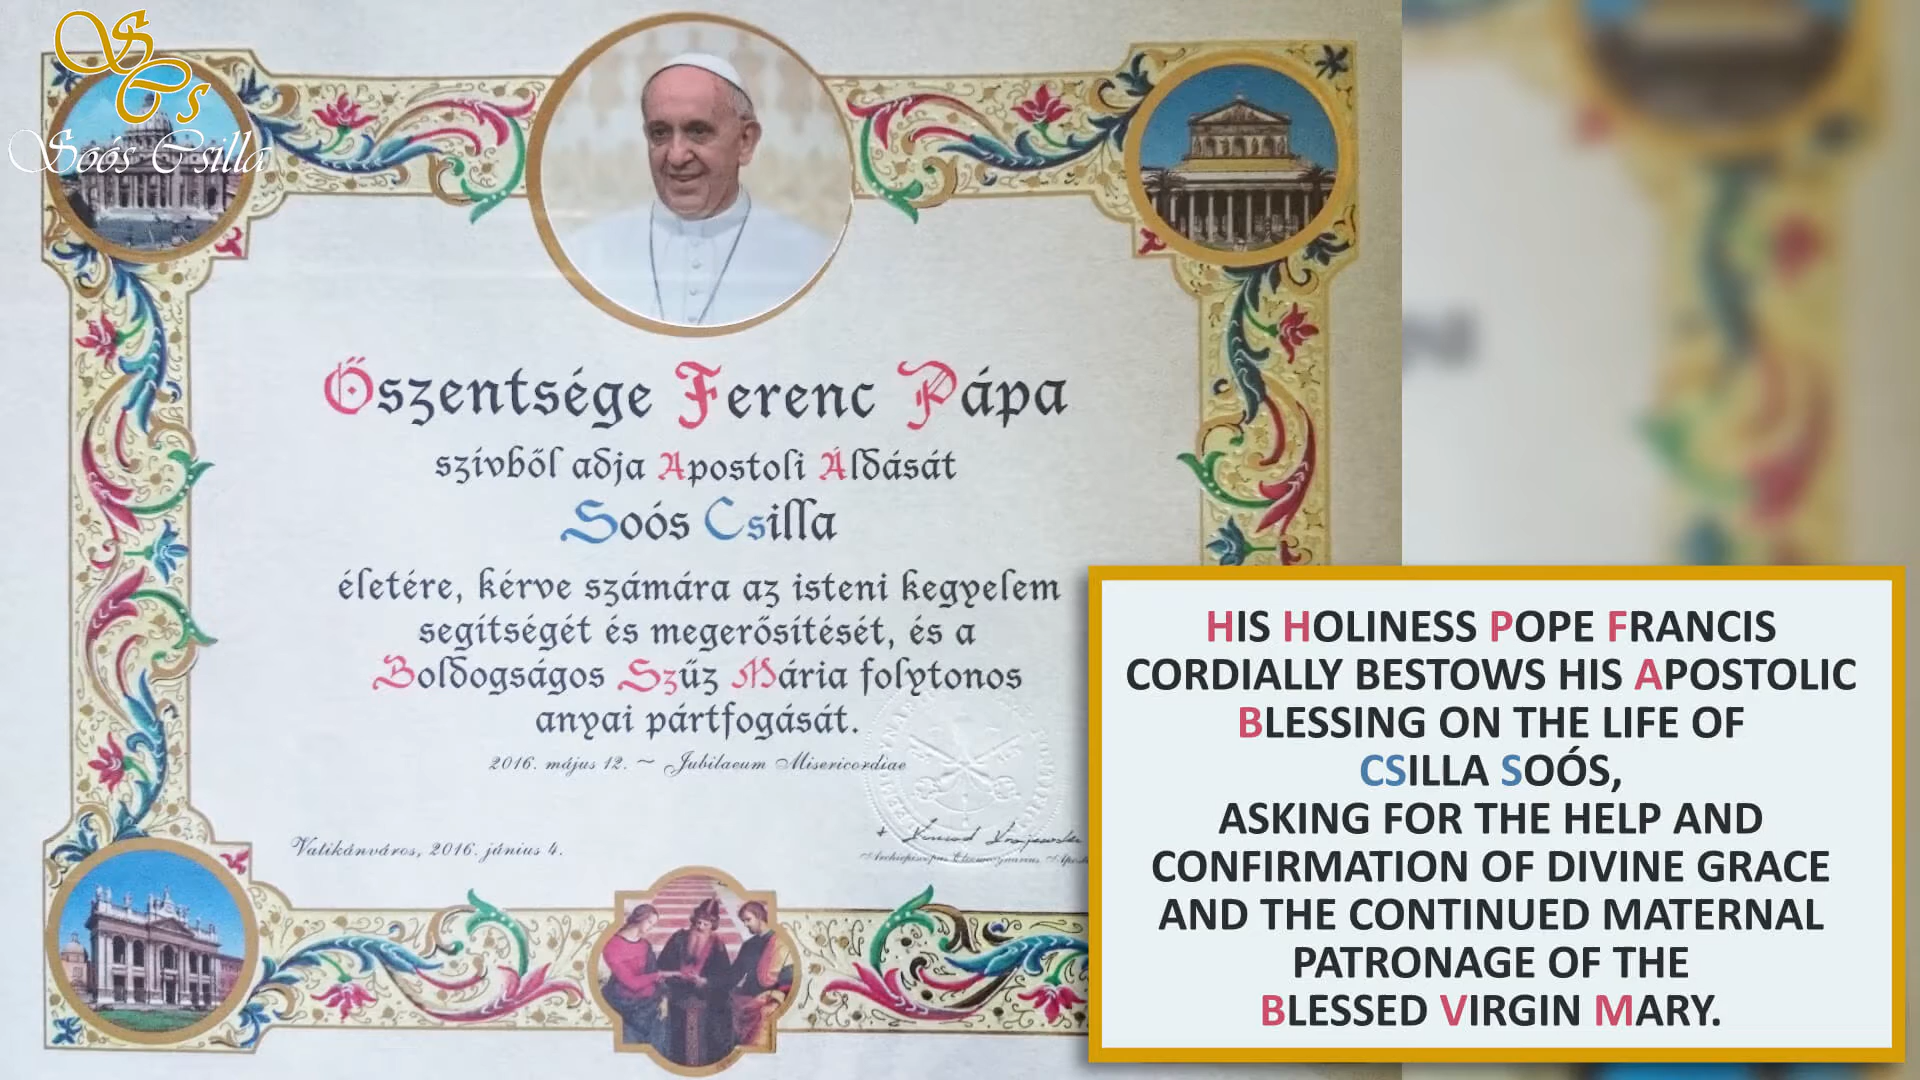 Soós Csilla
Őszentsége Ferenc Pápa
szívből adja Apostoli Áldását
Soós Csilla
életére, kérve számára az isteni kegyelem
segítségét és megerősítését, és a
Boldogságos Szűz Mária folytonos
anyai pártfogását.
2016. május 12. ~ Jubilaeum Misericordiae
Vatikánváros, 2016. június 4.
HIS HOLINESS POPE FRANCIS
CORDIALLY BESTOWS HIS APOSTOLIC
BLESSING ON THE LIFE OF
CSILLA SOÓS,
ASKING FOR THE HELP AND
CONFIRMATION OF DIVINE GRACE
AND THE CONTINUED MATERNAL
PATRONAGE OF THE
BLESSED VIRGIN MARY.